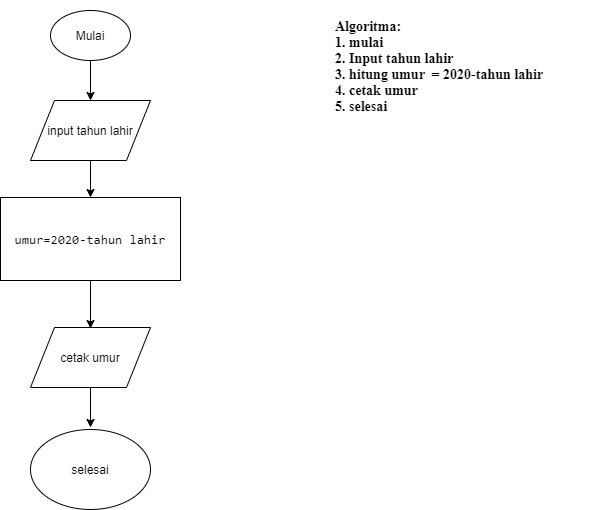 Mulai
input tahun lahir
umur=2020-tahun lahir
cetak umur
selesai
Algoritma:
1. mulai
2. Input tahun lahir
3. hitung umur  = 2020-tahun lahir
4. cetak umur
5. selesai